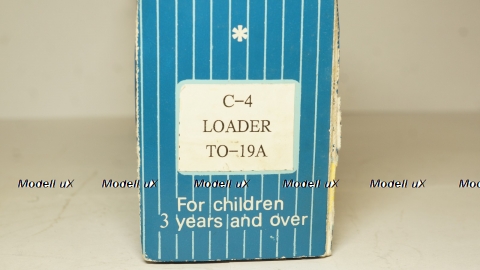 *
C-4
LOADER
TO-19A
Modell uX Modell uX Modell uX Modell uX Modell uX Mo
For children
3 years and over